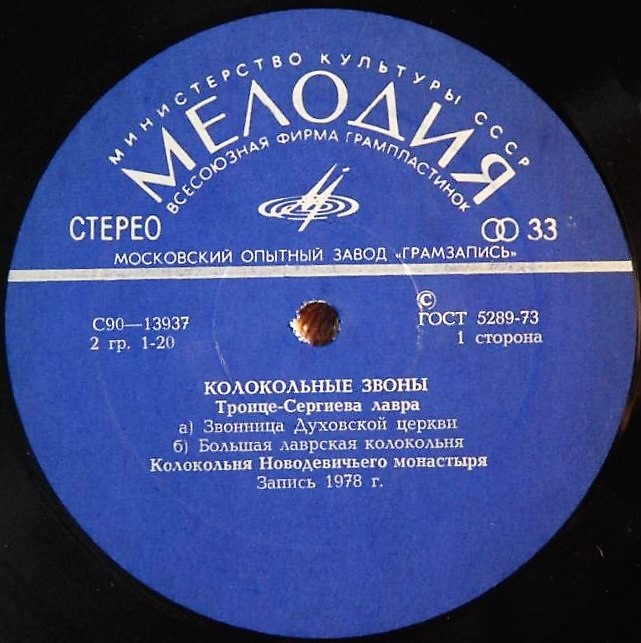 МИНИСТЕРСТВО КУЛЬТУРЫ СССР
МЕЛОДИЯ
ВСЕСОЮЗНАЯ ФИРМА ГРАМПЛАСТИНОК
СТЕРЕО
33
МОСКОВСКИЙ ОПЫТНЫЙ ЗАВОД «ГРАМЗАПИСЬ»
С90—13937
2 гр. 1-20
©
ГОСТ 5289-73
1 сторона
КОЛОКОЛЬНЫЕ ЗВОНЫ
Троице-Сергиева лавра
а) Звонница Духовской церкви
б) Большая лаврская колокольня
Колокольня Новодевичьего монастыря
Запись 1978 г.